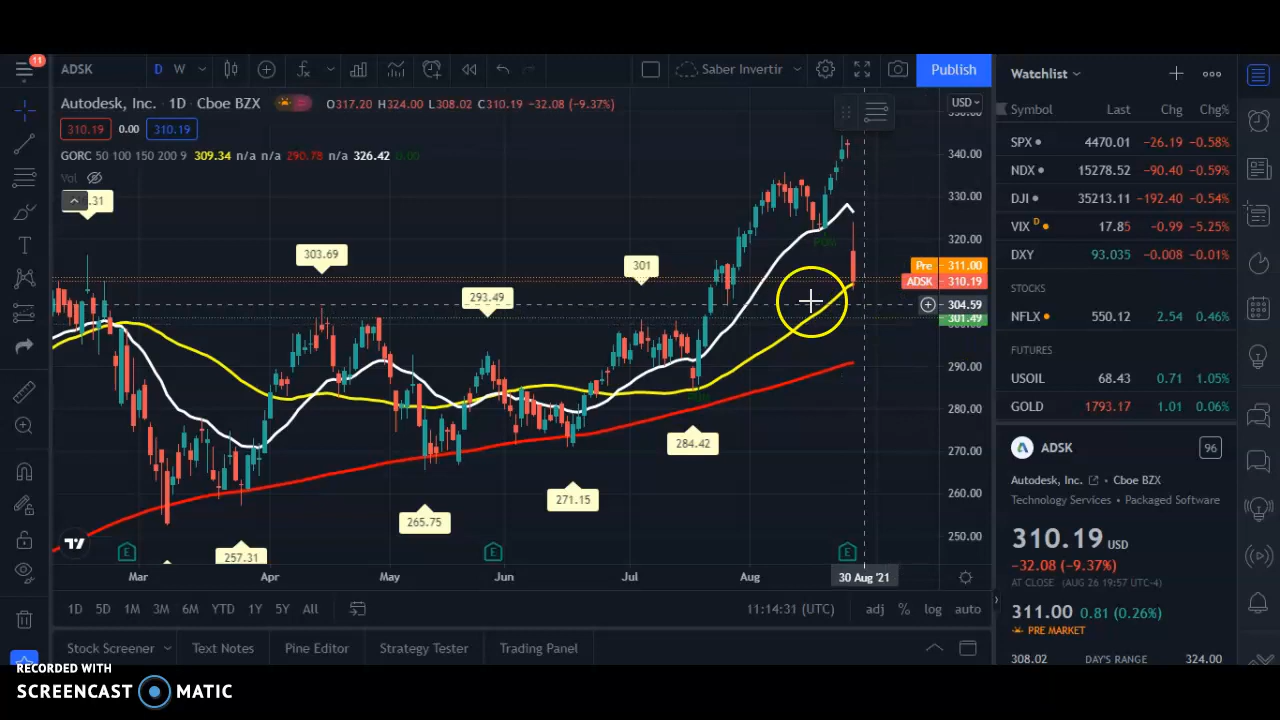 11
ADSK
D W
Saber Invertir
Publish
Autodesk, Inc. · 1D · Cboe BZX
O317.20 H324.00 L308.02 C310.19 -32.08 (-9.37%)
310.19 0.00 310.19
GORC 50 100 150 200 9 309.34 n/a n/a 290.78 n/a 326.42 0.00
Vol
.31
303.69
293.49
301
284.42
265.75
271.15
257.31
USD
340.00
330.00
320.00
Pre 311.00
ADSK 310.19
304.59
301.49
290.00
280.00
270.00
260.00
250.00
E E E
Mar Apr May Jun Jul Aug 30 Aug '21
1D 5D 1M 3M 6M YTD 1Y 5Y All
11:14:31 (UTC) adj % log auto
Stock Screener Text Notes Pine Editor Strategy Tester Trading Panel
Watchlist
Symbol Last Chg Chg%
SPX 4470.01 -26.19 -0.58%
NDX 15278.52 -90.40 -0.59%
DJI 35213.11 -192.40 -0.54%
VIX D 17.85 -0.99 -5.25%
DXY 93.035 -0.008 -0.01%
STOCKS
NFLX 550.12 2.54 0.46%
FUTURES
USOIL 68.43 0.71 1.05%
GOLD 1793.17 1.01 0.06%
ADSK 96
Autodesk, Inc. · Cboe BZX
Technology Services • Packaged Software
310.19 USD
-32.08 (-9.37%)
AT CLOSE (AUG 26 19:57 UTC-4)
311.00 0.81 (0.26%)
PRE MARKET
308.02 DAY'S RANGE 324.00
RECORDED WITH
SCREENCAST MATIC